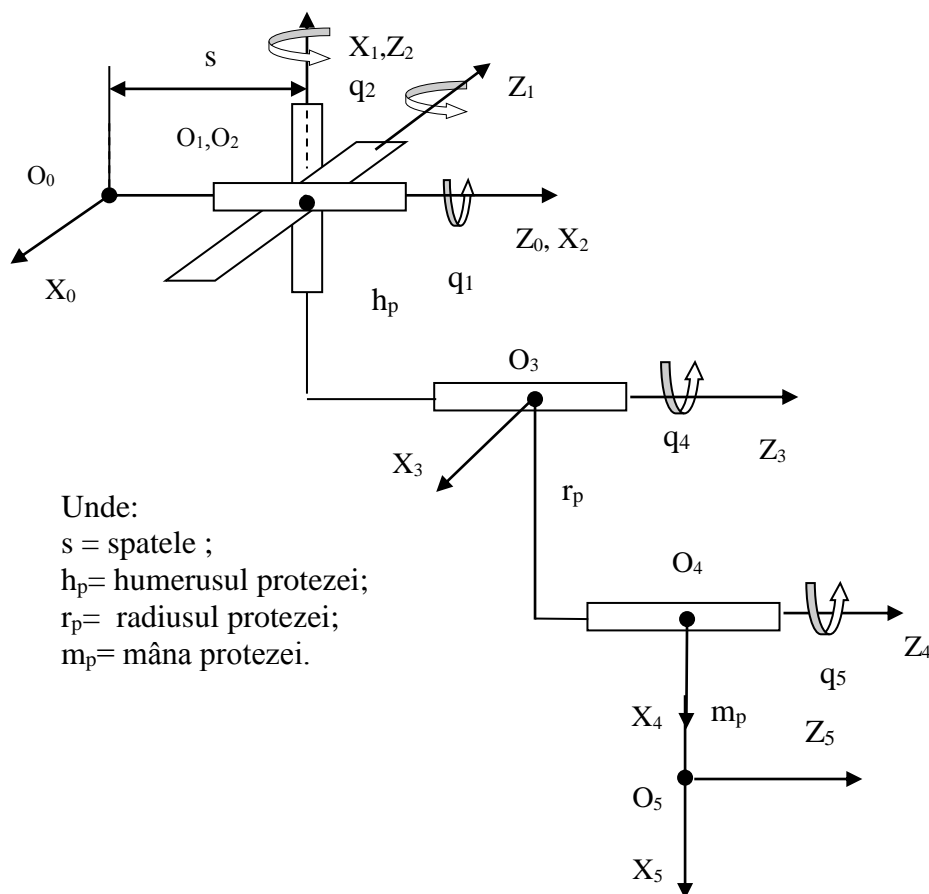 s
X₁,Z₂
q₂
Z₁
O₁,O₂
O₀
X₀
Z₀, X₂
q₁
hₚ
O₃
q₄
X₃
Z₃
rₚ
Unde:
s = spatele ;
hₚ= humerusul protezei;
rₚ= radiusul protezei;
mₚ= mâna protezei.
O₄
Z₄
q₅
X₄
mₚ
Z₅
O₅
X₅